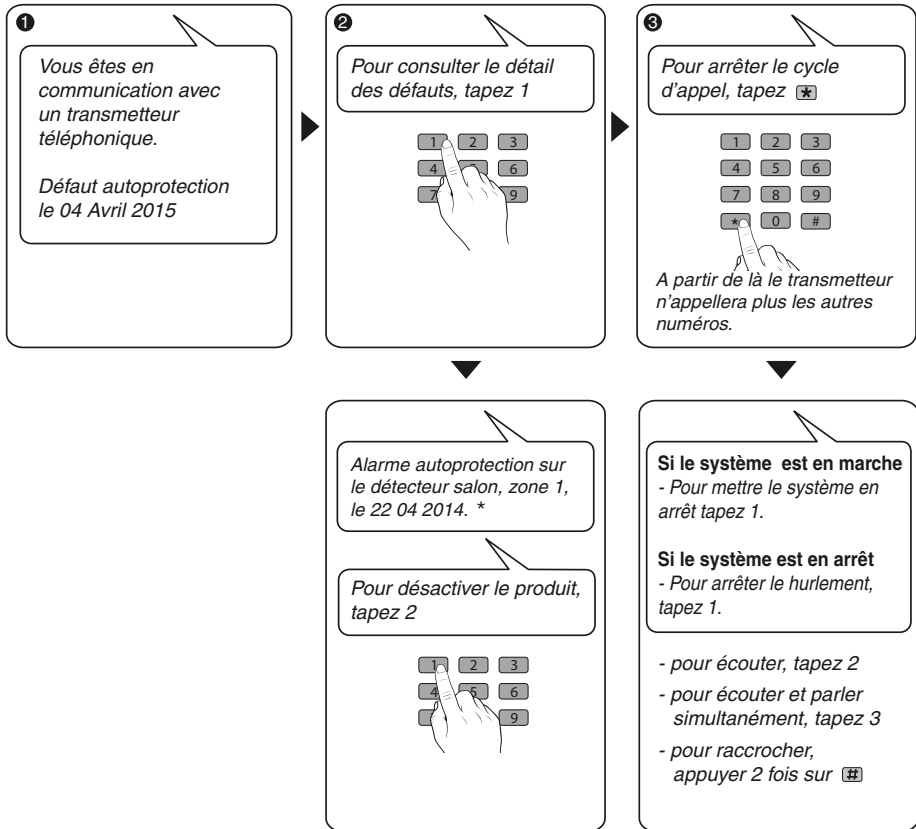 1
Vous êtes en
communication avec
un transmetteur
téléphonique.
Défaut autoprotection
le 04 Avril 2015
2
Pour consulter le détail
des défauts, tapez 1
1 2 3
4 5 6
7 9
3
Pour arrêter le cycle
d'appel, tapez *
1 2 3
4 5 6
7 8 9
* 0 #
A partir de là le transmetteur
n'appellera plus les autres
numéros.
Alarme autoprotection sur
le détecteur salon, zone 1,
le 22 04 2014. *
Pour désactiver le produit,
tapez 2
1 2 3
4 5 6
9
Si le système est en marche
- Pour mettre le système en
arrêt tapez 1.
Si le système est en arrêt
- Pour arrêter le hurlement,
tapez 1.
- pour écouter, tapez 2
- pour écouter et parler
simultanément, tapez 3
- pour raccrocher,
appuyer 2 fois sur #